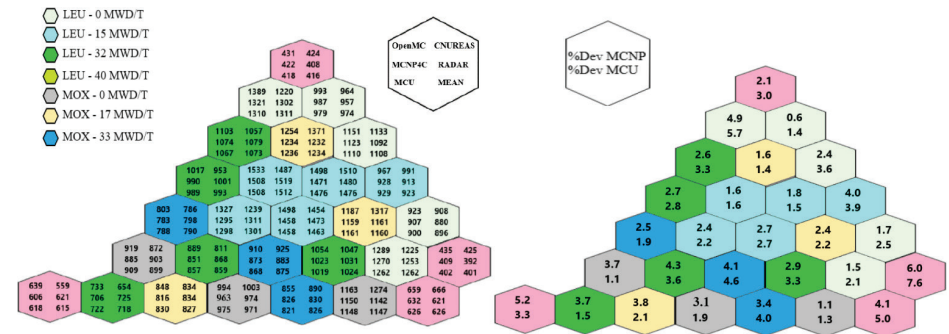 LEU - 0 MWD/T
LEU - 15 MWD/T
LEU - 32 MWD/T
LEU - 40 MWD/T
MOX - 0 MWD/T
MOX - 17 MWD/T
MOX - 33 MWD/T
OpenMC CNUREAS
MCNP4C RADAR
MCU MEAN
431 424
422 408
418 416
1389 1220 993 964
1321 1302 987 957
1310 1311 979 974
1103 1057 1254 1371 1151 1133
1074 1079 1234 1232 1123 1092
1067 1073 1236 1234 1110 1108
1017 953 1533 1487 1498 1510 967 991
990 1001 1508 1519 1471 1480 928 913
989 993 1508 1512 1476 1476 929 923
803 786 1327 1239 1498 1454 1187 1317 923 908
783 798 1295 1311 1458 1473 1159 1161 907 880
788 790 1298 1301 1458 1463 1161 1160 900 896
919 872 889 811 910 925 1054 1047 1289 1225 435 425
885 903 851 868 873 883 1023 1031 1270 1253 409 392
909 899 857 859 868 875 1019 1024 1262 1262 402 401
639 559 733 654 848 834 994 1003 855 890 1163 1274 659 666
606 621 706 725 816 834 963 974 826 830 1150 1142 632 621
618 615 722 718 830 827 975 971 821 826 1148 1147 626 626
%Dev MCNP
%Dev MCU
2.1
3.0
4.9 0.6
5.7 1.4
2.6 1.6 2.4
3.3 1.4 3.6
2.7 1.6 1.8 4.0
2.8 1.6 1.5 3.9
2.5 2.4 2.7 2.4 1.7
1.9 2.2 2.7 2.2 2.5
3.7 4.3 4.1 2.9 1.5 6.0
1.1 3.6 4.6 3.3 2.1 7.6
5.2 3.7 3.8 3.1 3.4 1.1 4.1
3.3 1.5 2.1 1.9 4.0 1.3 5.0